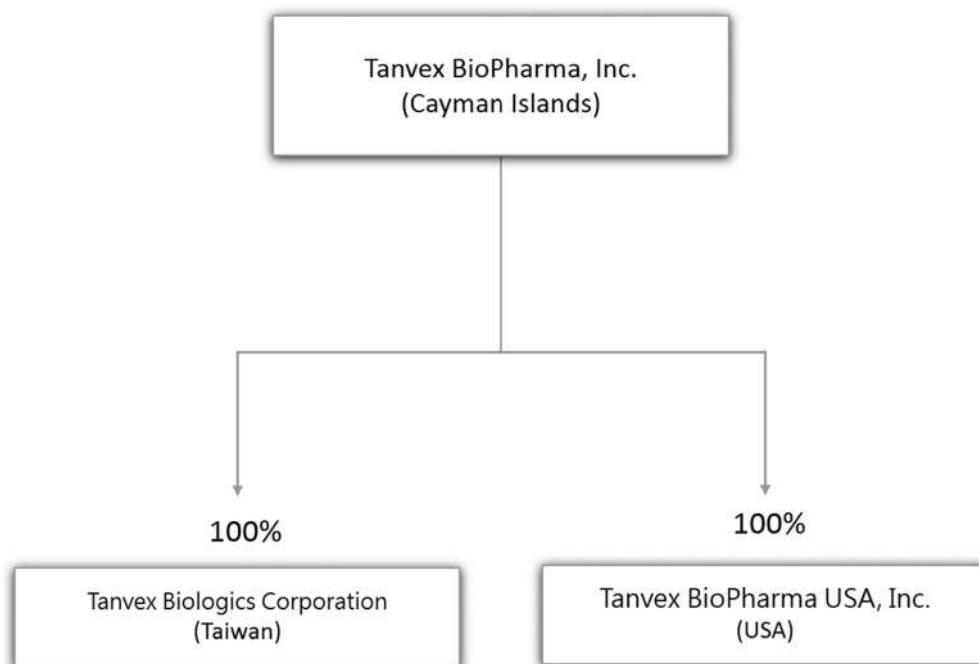 Tanvex BioPharma, Inc.
(Cayman Islands)
100%
100%
Tanvex Biologics Corporation
(Taiwan)
Tanvex BioPharma USA, Inc.
(USA)